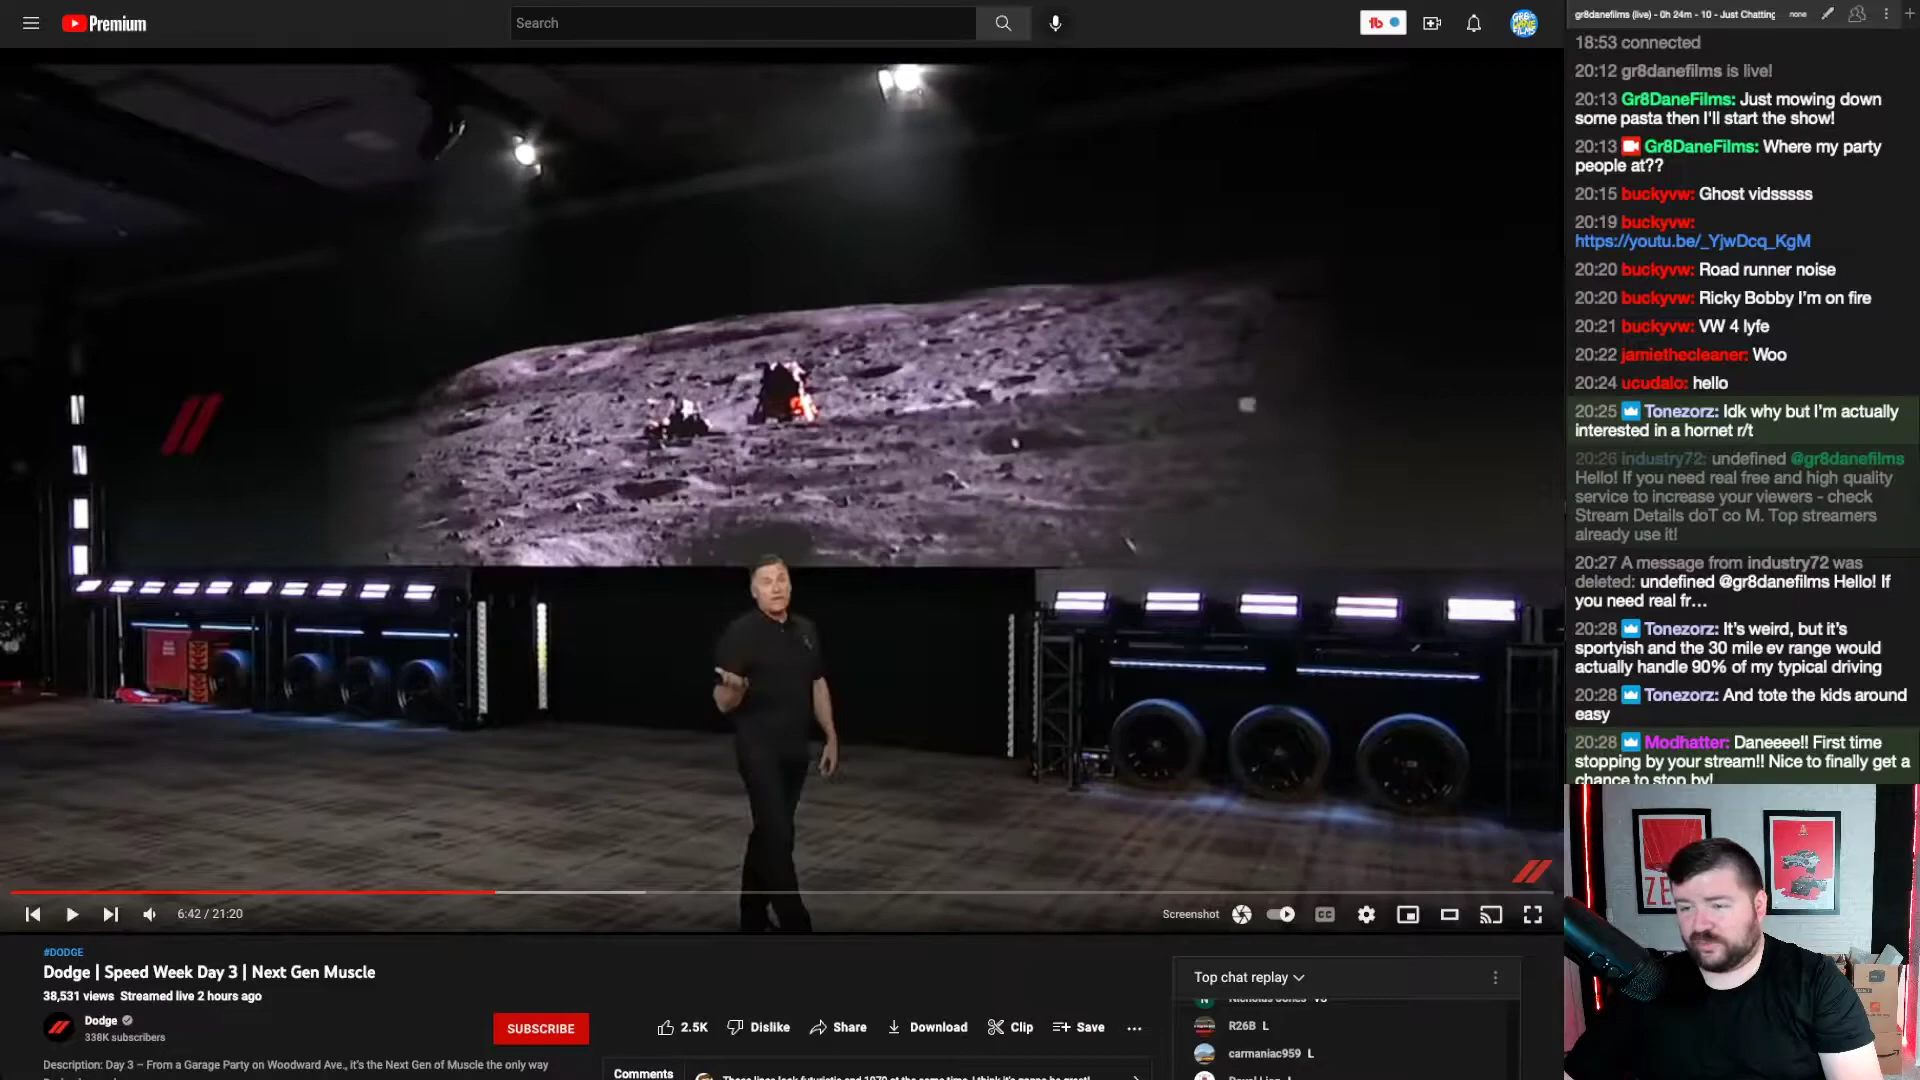 Premium
Search
gr8danefilms (live) - 0h 24m - 10 - Just Chatting
none
18:53 connected
20:12 gr8danefilms is live!
20:13 Gr8DaneFilms: Just mowing down
some pasta then I'll start the show!
20:13 Gr8DaneFilms: Where my party
people at??
20:15 buckyvw: Ghost vidsssss
20:19 buckyvw:
https://youtu.be/_YjwDcq_KgM
20:20 buckyvw: Road runner noise
20:20 buckyvw: Ricky Bobby I'm on fire
20:21 buckyvw: VW 4 lyfe
20:22 jamiethecleaner: Woo
20:24 ucudalo: hello
20:25 Tonezorz: Idk why but I'm actually
interested in a hornet r/t
20:26 industry72: undefined @gr8danefilms
Hello! If you need real free and high quality
service to increase your viewers - check
Stream Details doT co M. Top streamers
already use it!
20:27 A message from industry72 was
deleted: undefined @gr8danefilms Hello! If
you need real fr...
20:28 Tonezorz: It's weird, but it's
sportyish and the 30 mile ev range would
actually handle 90% of my typical driving
20:28 Tonezorz: And tote the kids around
easy
20:28 Modhatter: Daneeee!! First time
stopping by your stream!! Nice to finally get a
chance to stop by!
6:42 / 21:20
Screenshot
CC
#DODGE
Dodge | Speed Week Day 3 | Next Gen Muscle
38,531 views Streamed live 2 hours ago
Dodge
338K subscribers
SUBSCRIBE
2.5K
Dislike
Share
Download
Clip
Save
Description: Day 3 – From a Garage Party on Woodward Ave., it's the Next Gen of Muscle the only way
Comments
Top chat replay
R26B L
carmaniac959 L